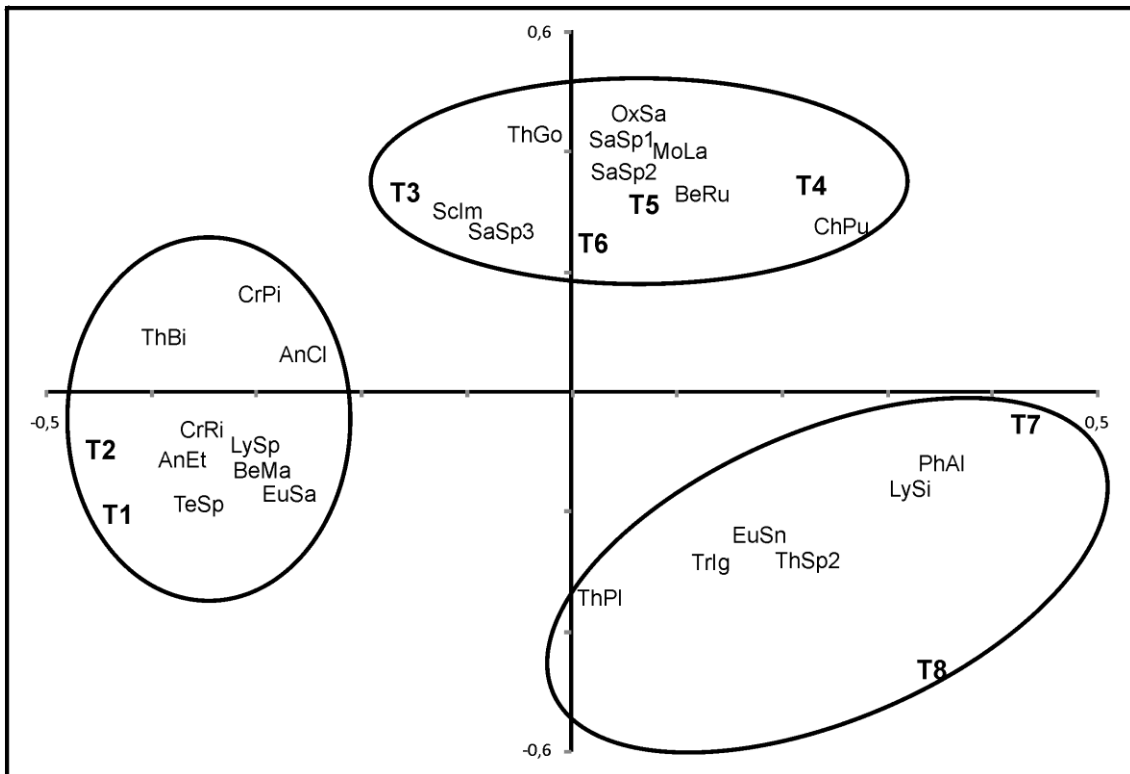 0,6
OxSa
ThGo
SaSp1
MoLa
SaSp2
T3
T5
BeRu
T4
ScIm
SaSp3
T6
ChPu
CrPi
ThBi
AnCl
-0,5
0,5
T7
T2
CrRi
LySp
AnEt
BeMa
PhAl
EuSa
LySi
T1
TeSp
EuSn
TrIg
ThSp2
ThPl
T8
-0,6